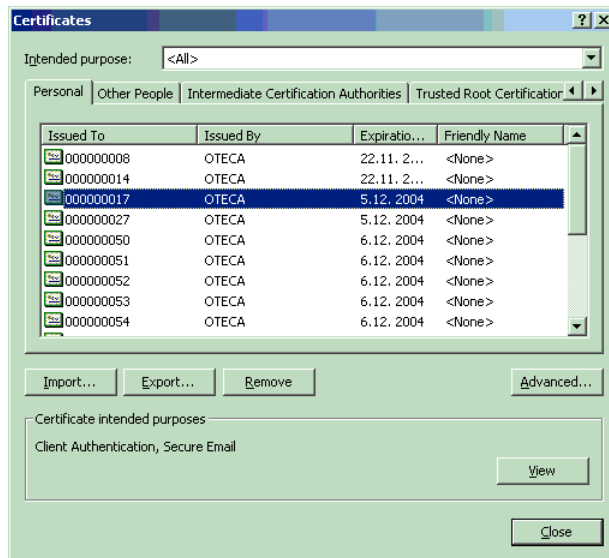 Certificates
Intended purpose: <All>
Personal Other People Intermediate Certification Authorities Trusted Root Certification
Issued To Issued By Expiratio... Friendly Name
000000008 OTECA 22.11. 2... <None>
000000014 OTECA 22.11. 2... <None>
000000017 OTECA 5.12. 2004 <None>
000000027 OTECA 5.12. 2004 <None>
000000050 OTECA 6.12. 2004 <None>
000000051 OTECA 6.12. 2004 <None>
000000052 OTECA 6.12. 2004 <None>
000000053 OTECA 6.12. 2004 <None>
000000054 OTECA 6.12. 2004 <None>
Import... Export... Remove Advanced...
Certificate intended purposes
Client Authentication, Secure Email
View
Close